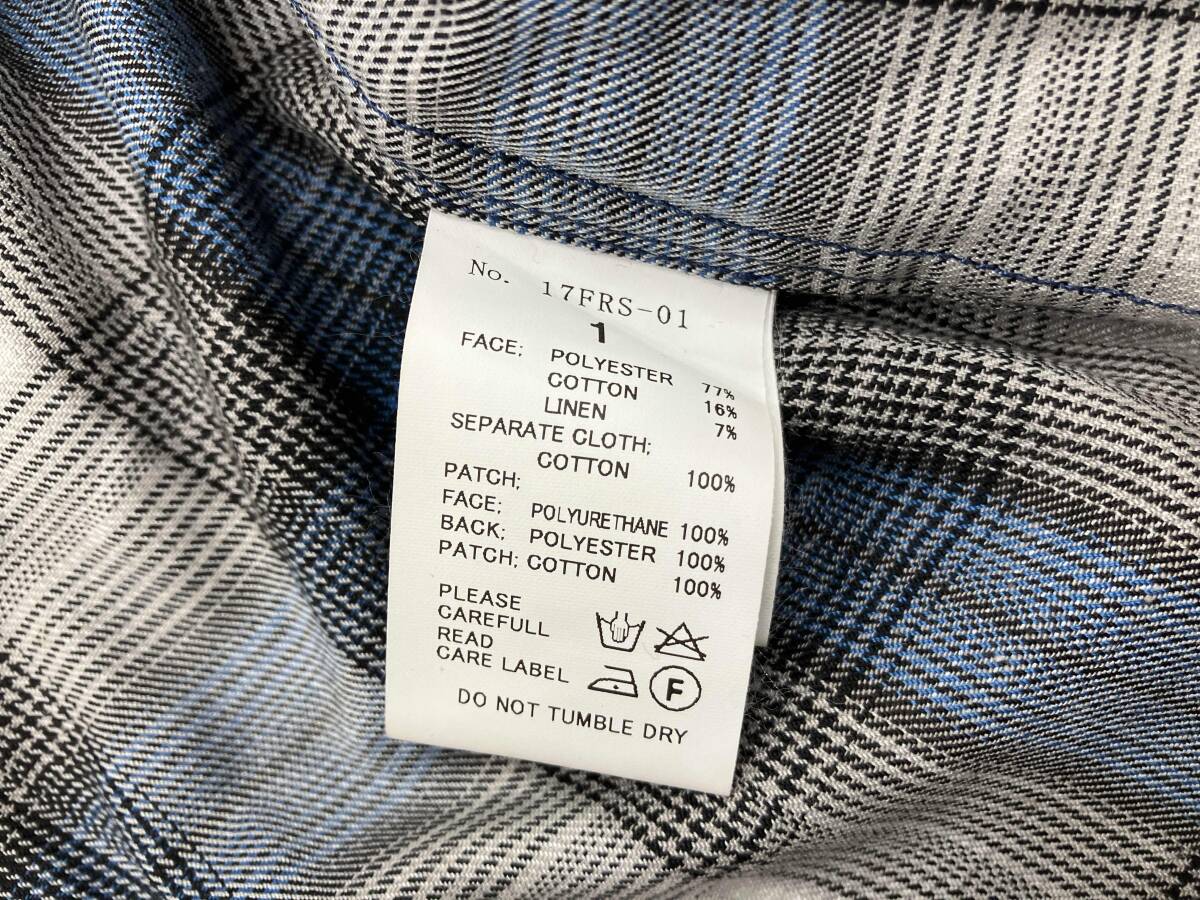 No. 17FRS-01
1
FACE; POLYESTER 77%
COTTON 16%
LINEN 7%
SEPARATE CLOTH;
COTTON 100%
PATCH;
FACE; POLYURETHANE 100%
BACK; POLYESTER 100%
PATCH; COTTON 100%
PLEASE
CAREFULL
READ
CARE LABEL
F
DO NOT TUMBLE DRY